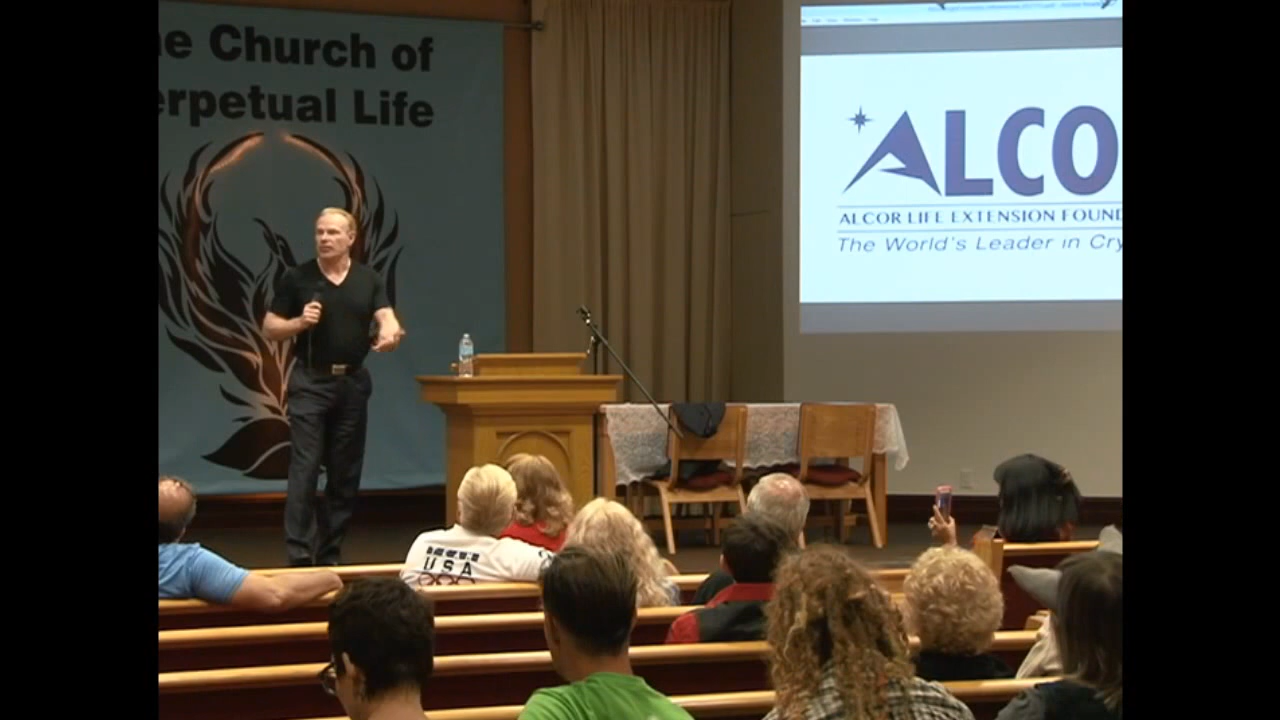 he Church of
erpetual Life
ALCO
ALCOR LIFE EXTENSION FOUND
The World's Leader in Cry
USA